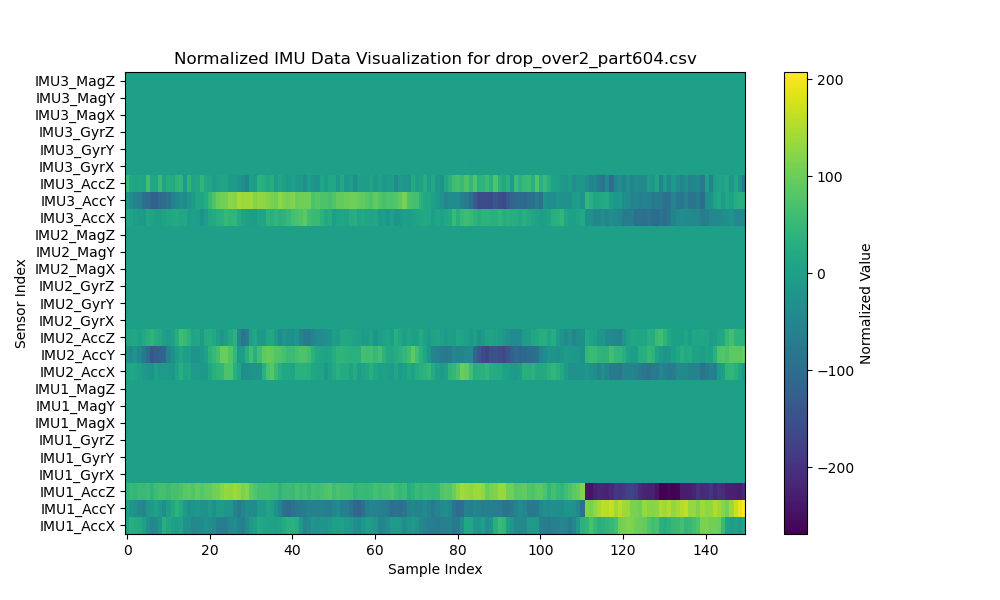 Normalized IMU Data Visualization for drop_over2_part604.csv
IMU3_MagZ
IMU3_MagY
IMU3_MagX
IMU3_GyrZ
IMU3_GyrY
IMU3_GyrX
IMU3_AccZ
IMU3_AccY
IMU3_AccX
IMU2_MagZ
IMU2_MagY
IMU2_MagX
IMU2_GyrZ
IMU2_GyrY
IMU2_GyrX
IMU2_AccZ
IMU2_AccY
IMU2_AccX
IMU1_MagZ
IMU1_MagY
IMU1_MagX
IMU1_GyrZ
IMU1_GyrY
IMU1_GyrX
IMU1_AccZ
IMU1_AccY
IMU1_AccX
Sensor Index
0 20 40 60 80 100 120 140
Sample Index
200
100
0
−100
−200
Normalized Value